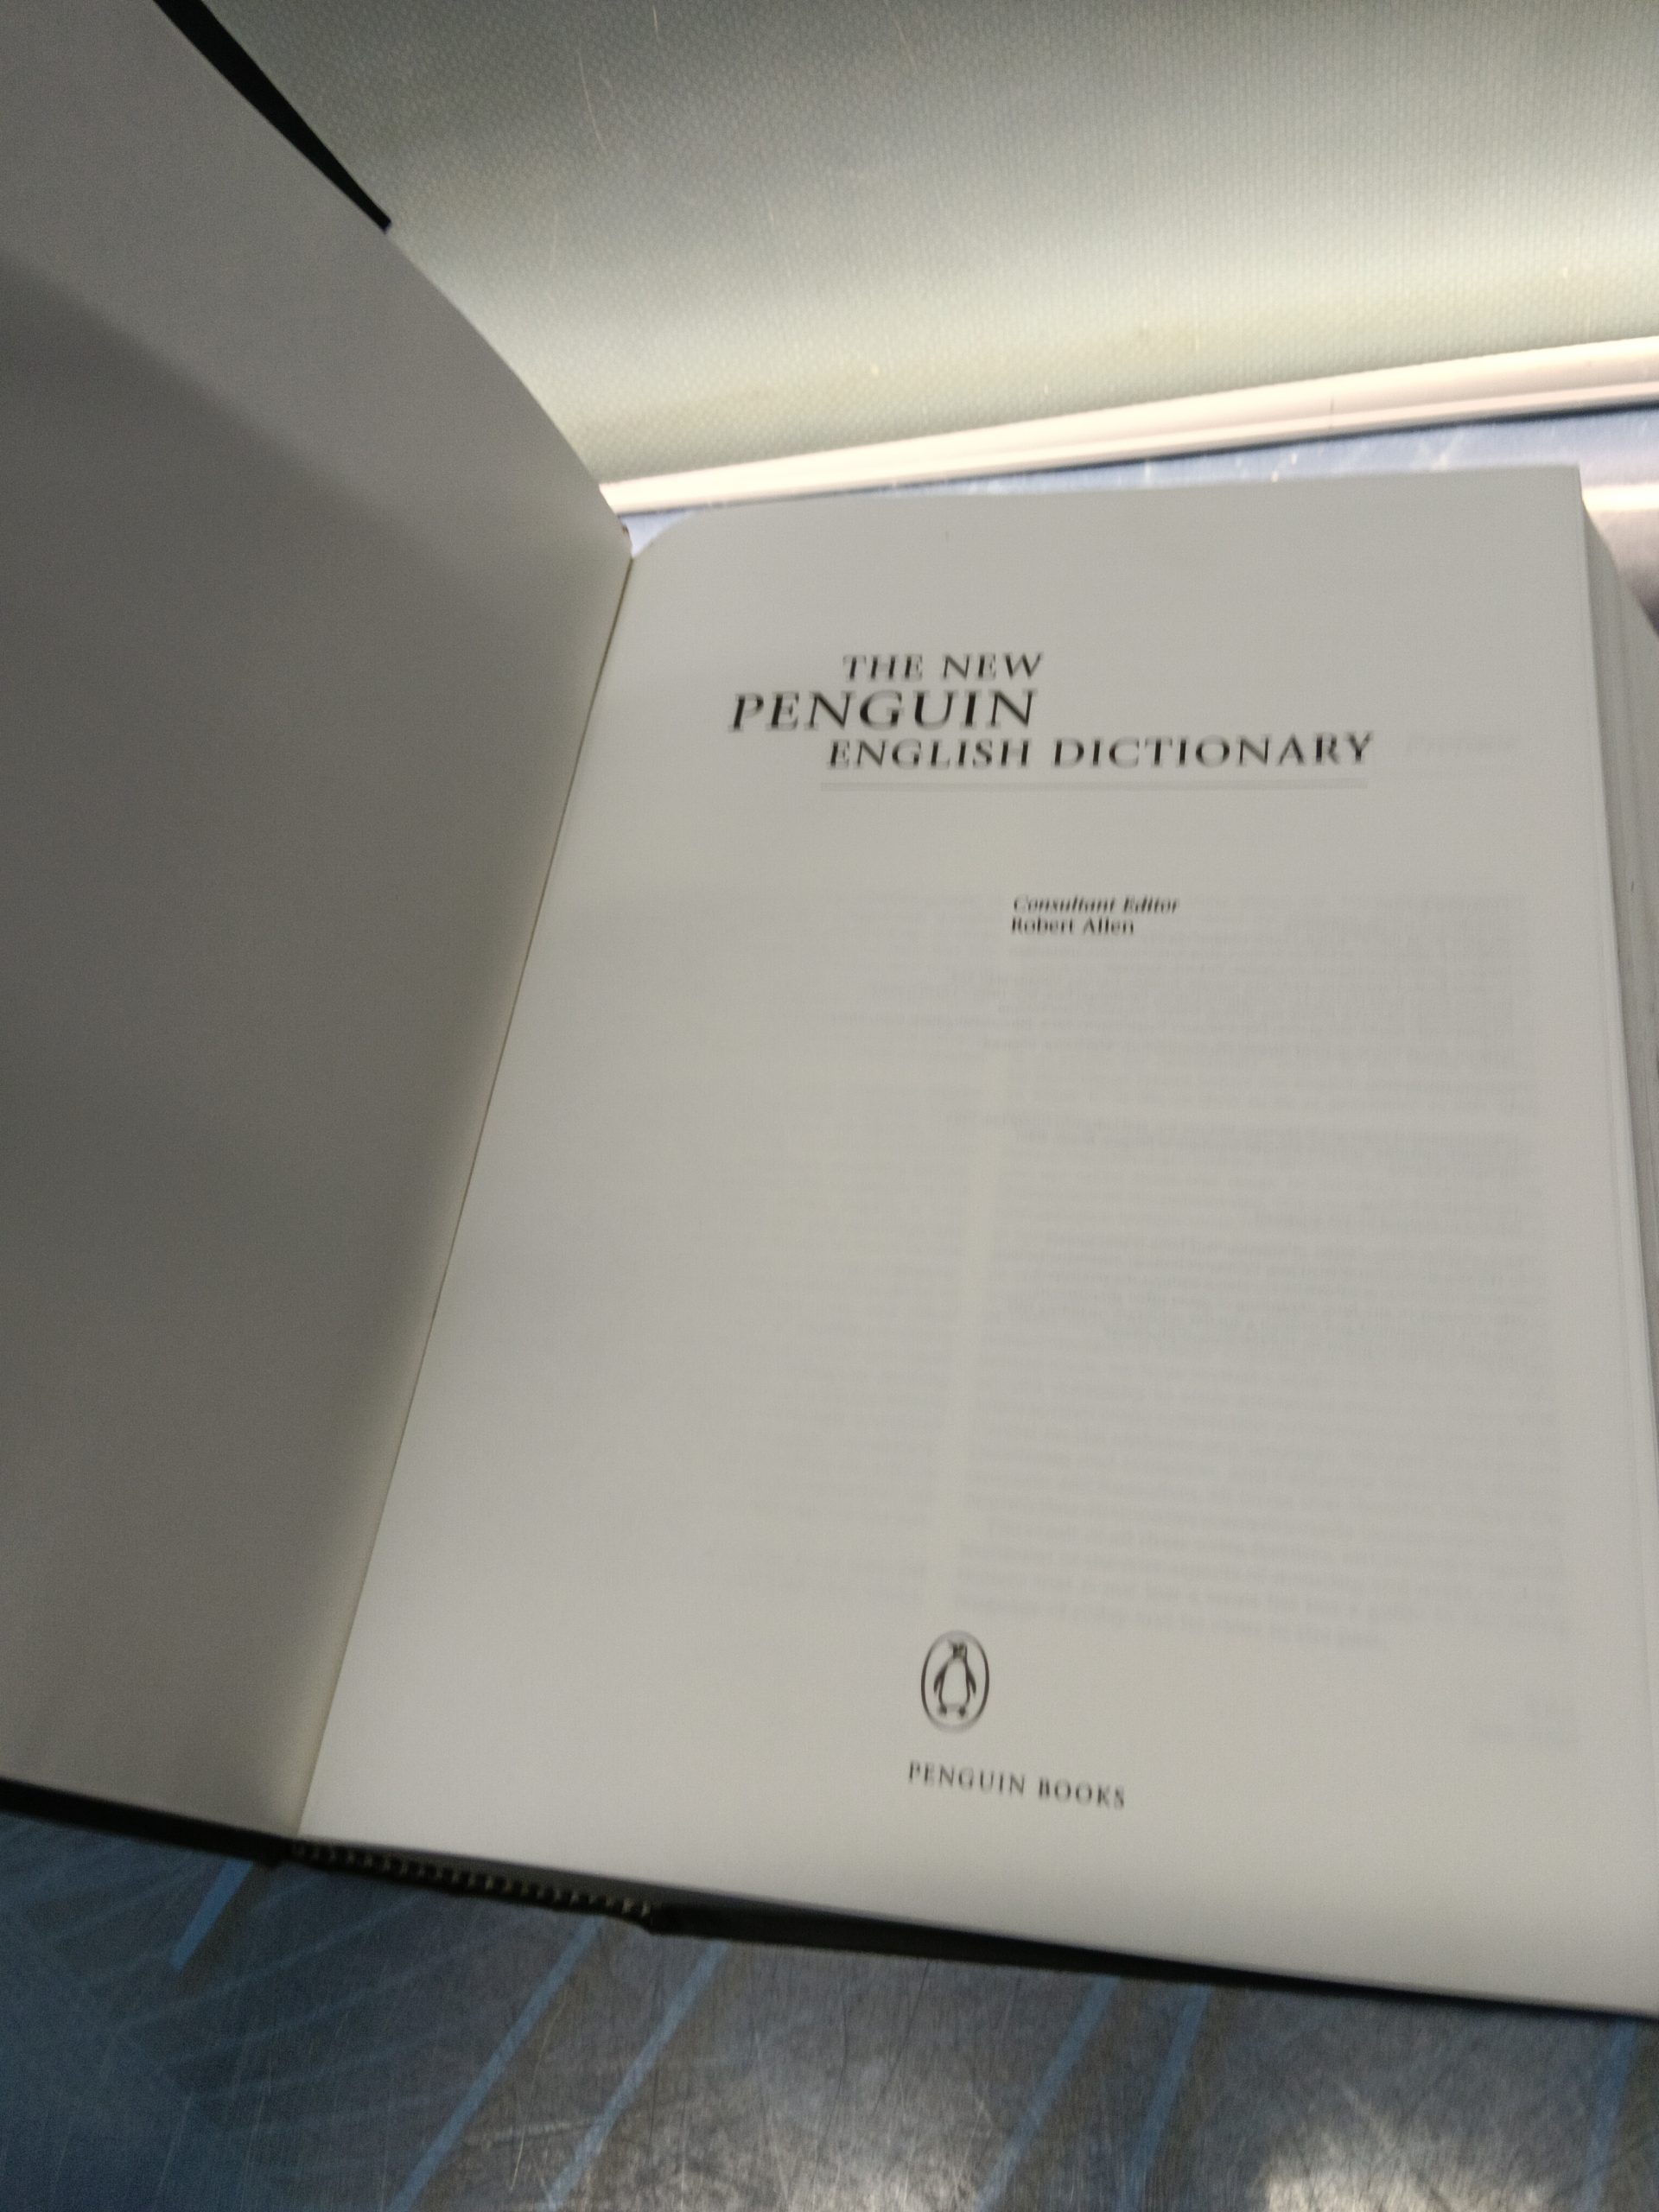 THE NEW
PENGUIN
ENGLISH DICTIONARY
Consultant Editor
Robert Allen
PENGUIN BOOKS